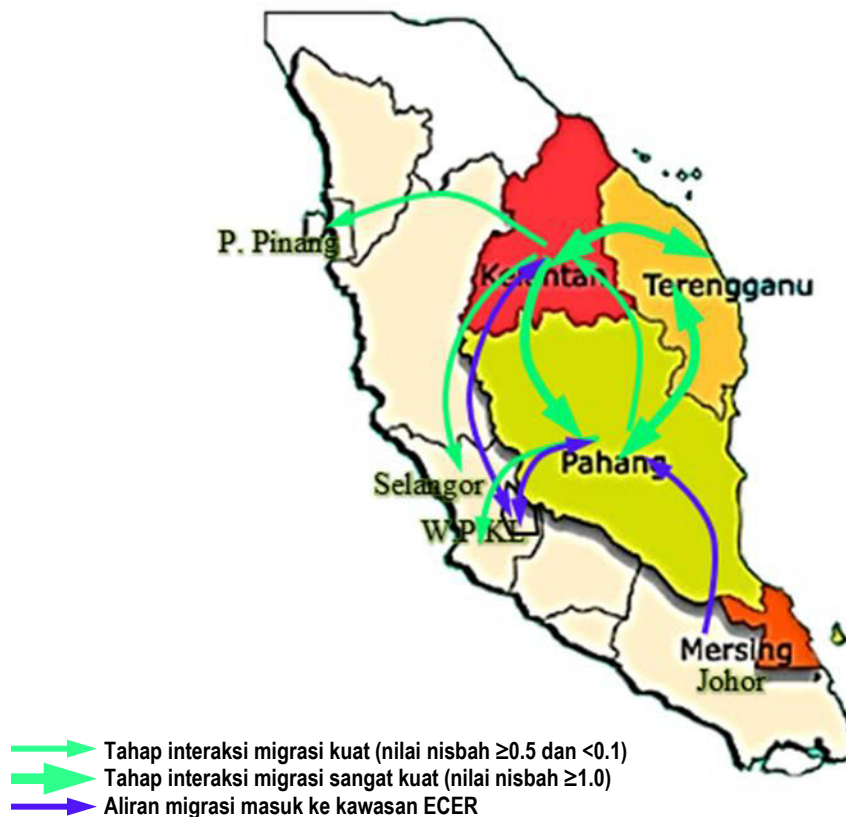 P. Pinang
Kelantan
Terengganu
Pahang
Selangor
W.P.KL
Mersing
Johor
Tahap interaksi migrasi kuat (nilai nisbah ≥0.5 dan <0.1)
Tahap interaksi migrasi sangat kuat (nilai nisbah ≥1.0)
Aliran migrasi masuk ke kawasan ECER